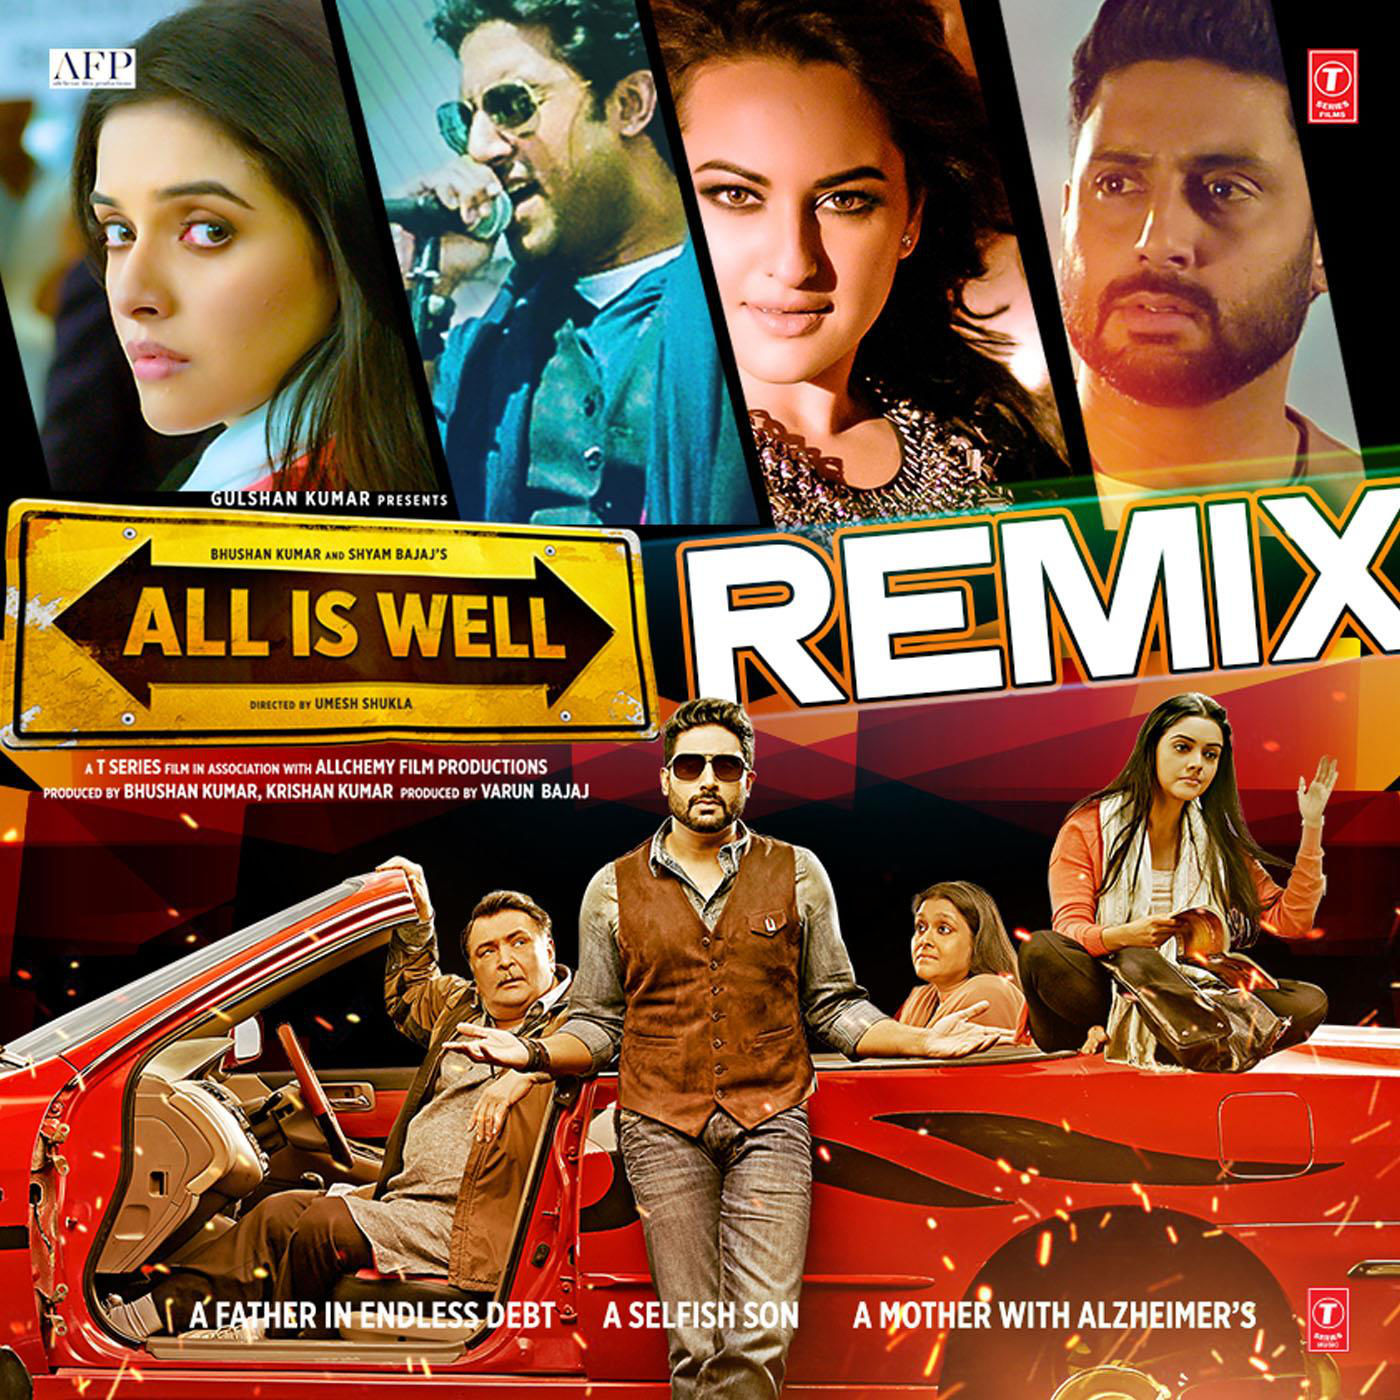 AFP
T
SERIES
FILMS
GULSHAN KUMAR PRESENTS
BHUSHAN KUMAR AND SHYAM BAJAJ'S
ALL IS WELL
REMIX
DIRECTED BY UMESH SHUKLA
A T SERIES FILM IN ASSOCIATION WITH ALLCHEMY FILM PRODUCTIONS
PRODUCED BY BHUSHAN KUMAR, KRISHAN KUMAR PRODUCED BY VARUN BAJAJ
A FATHER IN ENDLESS DEBT A SELFISH SON A MOTHER WITH ALZHEIMER'S
T
SERIES
MUSIC